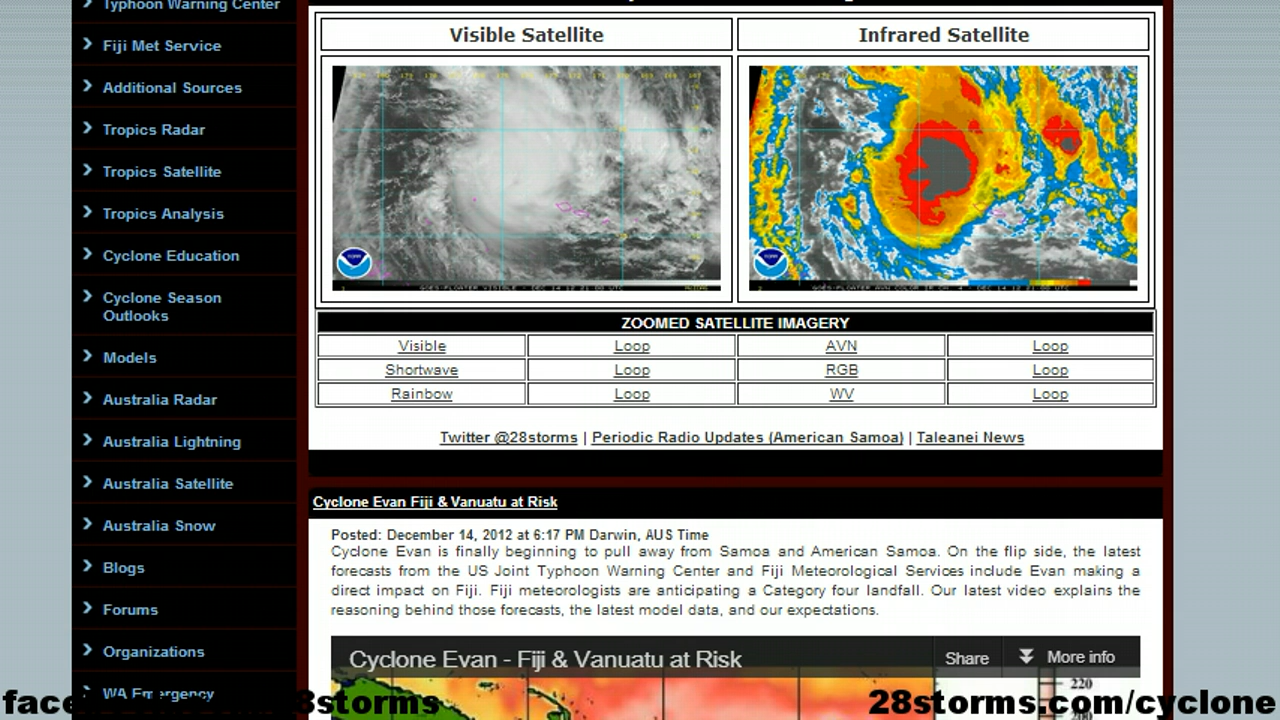 Typhoon Warning Center
Fiji Met Service
Additional Sources
Tropics Radar
Tropics Satellite
Tropics Analysis
Cyclone Education
Cyclone Season
Outlooks
Models
Australia Radar
Australia Lightning
Australia Satellite
Australia Snow
Blogs
Forums
Organizations
WA Emergency
Visible Satellite
Infrared Satellite
ZOOMED SATELLITE IMAGERY
Visible Loop AVN Loop
Shortwave Loop RGB Loop
Rainbow Loop WV Loop
Twitter @28storms | Periodic Radio Updates (American Samoa) | Taleanei News
Cyclone Evan Fiji & Vanuatu at Risk
Posted: December 14, 2012 at 6:17 PM Darwin, AUS Time
Cyclone Evan is finally beginning to pull away from Samoa and American Samoa. On the flip side, the latest
forecasts from the US Joint Typhoon Warning Center and Fiji Meteorological Services include Evan making a
direct impact on Fiji. Fiji meteorologists are anticipating a Category four landfall. Our latest video explains the
reasoning behind those forecasts, the latest model data, and our expectations.
Cyclone Evan - Fiji & Vanuatu at Risk
Share
More info
220
28storms.com/cyclone